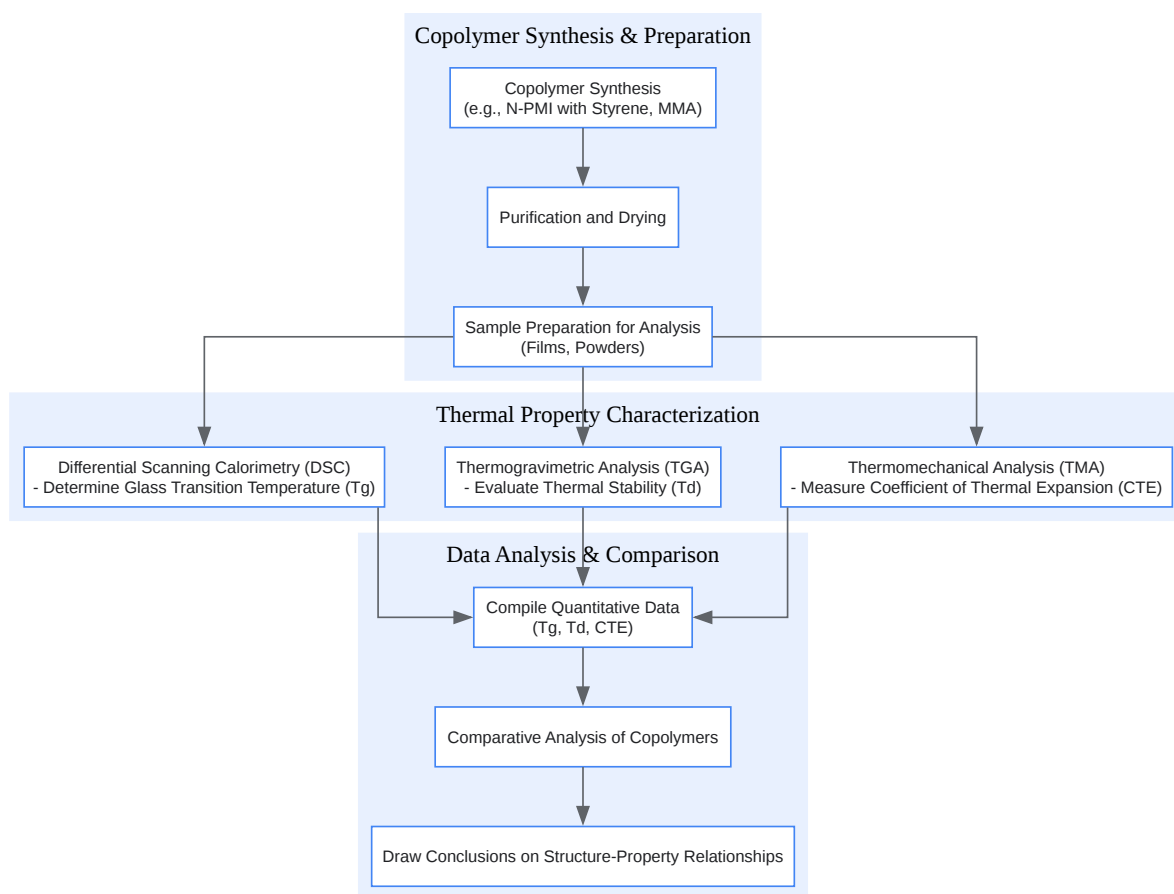 Copolymer Synthesis & Preparation
Copolymer Synthesis
(e.g., N-PMI with Styrene, MMA)
Purification and Drying
Sample Preparation for Analysis
(Films, Powders)
Thermal Property Characterization
Differential Scanning Calorimetry (DSC)
- Determine Glass Transition Temperature (Tg)
Thermogravimetric Analysis (TGA)
- Evaluate Thermal Stability (Td)
Thermomechanical Analysis (TMA)
- Measure Coefficient of Thermal Expansion (CTE)
Data Analysis & Comparison
Compile Quantitative Data
(Tg, Td, CTE)
Comparative Analysis of Copolymers
Draw Conclusions on Structure-Property Relationships